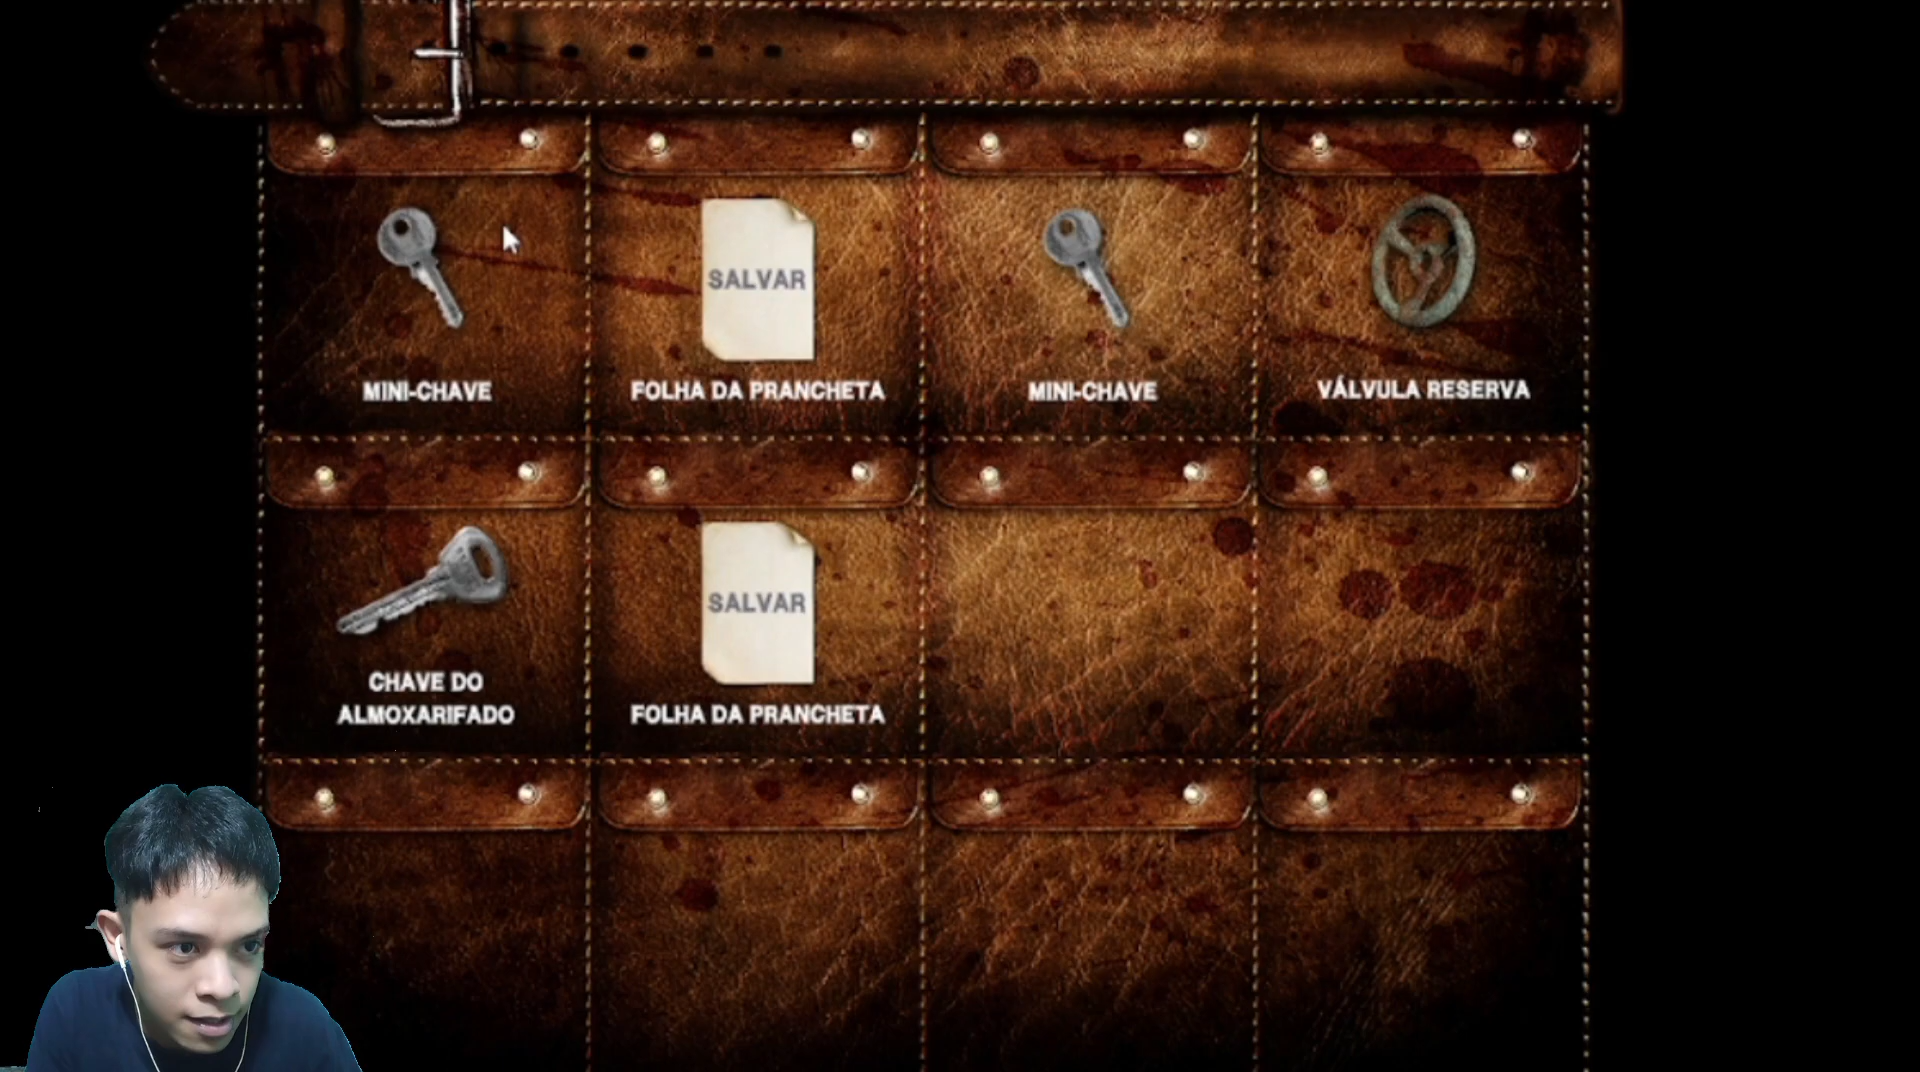 SALVAR
MINI-CHAVE
FOLHA DA PRANCHETA
MINI-CHAVE
VÁLVULA RESERVA
SALVAR
CHAVE DO
ALMOXARIFADO
FOLHA DA PRANCHETA